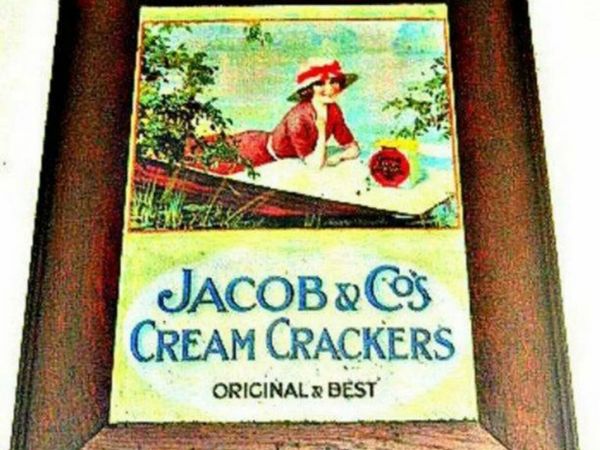 JACOB & CO'S
CREAM CRACKERS
ORIGINAL & BEST